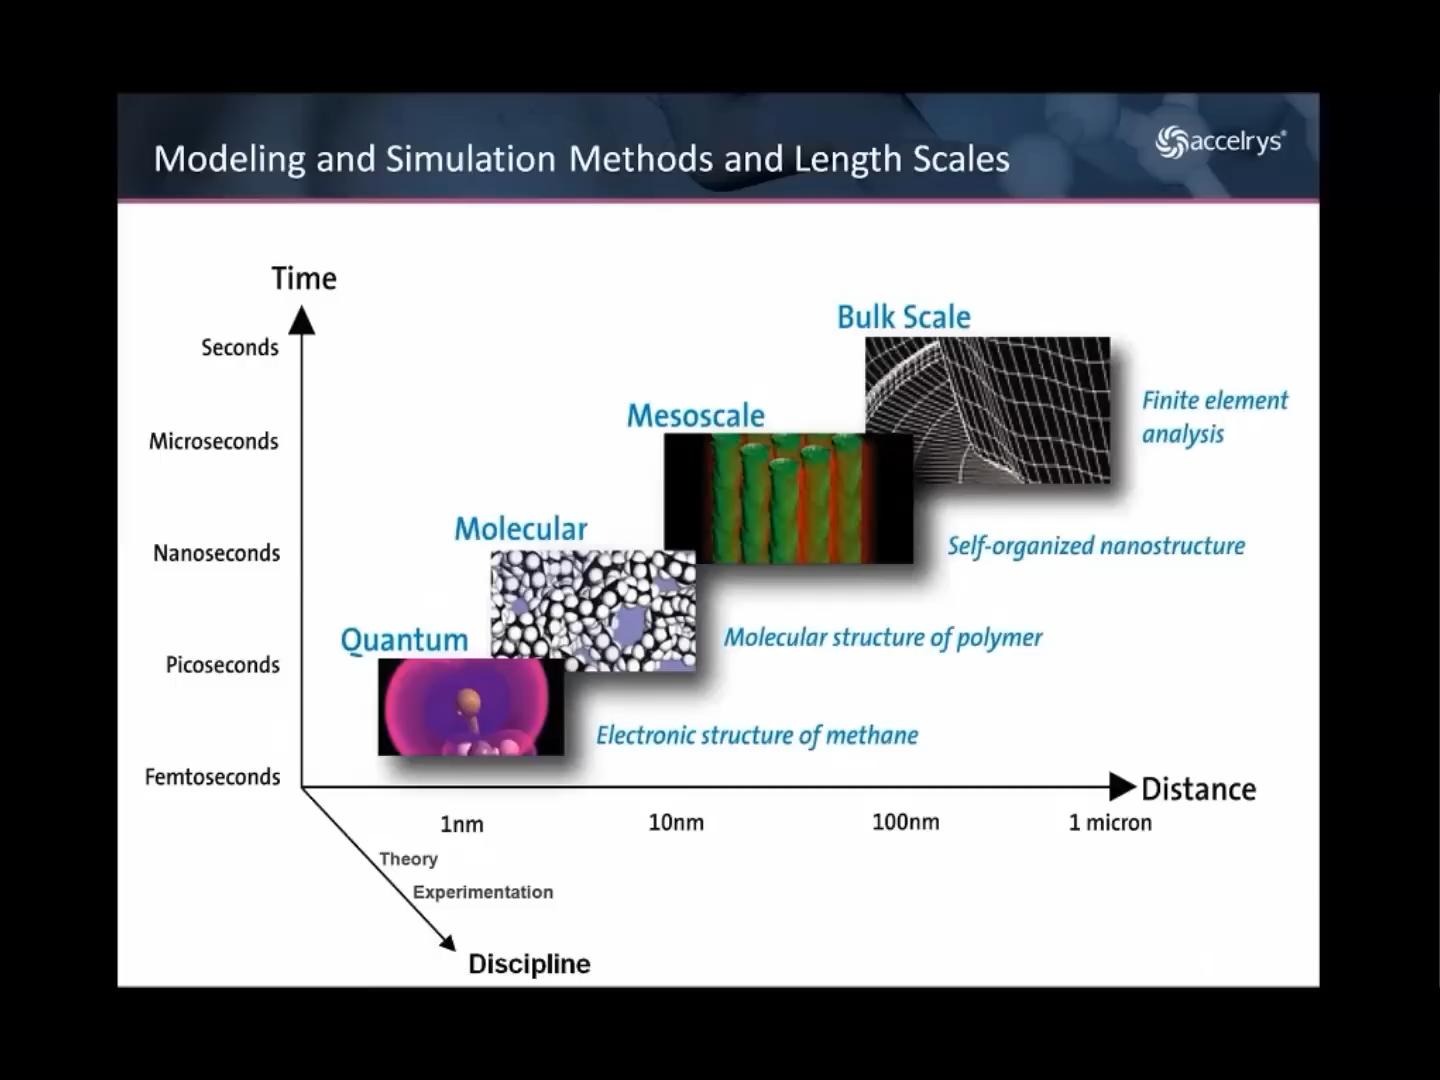 Modeling and Simulation Methods and Length Scales
accelrys®
Time
Seconds
Microseconds
Nanoseconds
Picoseconds
Femtoseconds
Bulk Scale
Finite element
analysis
Mesoscale
Self-organized nanostructure
Molecular
Molecular structure of polymer
Quantum
Electronic structure of methane
Distance
1nm
10nm
100nm
1 micron
Theory
Experimentation
Discipline